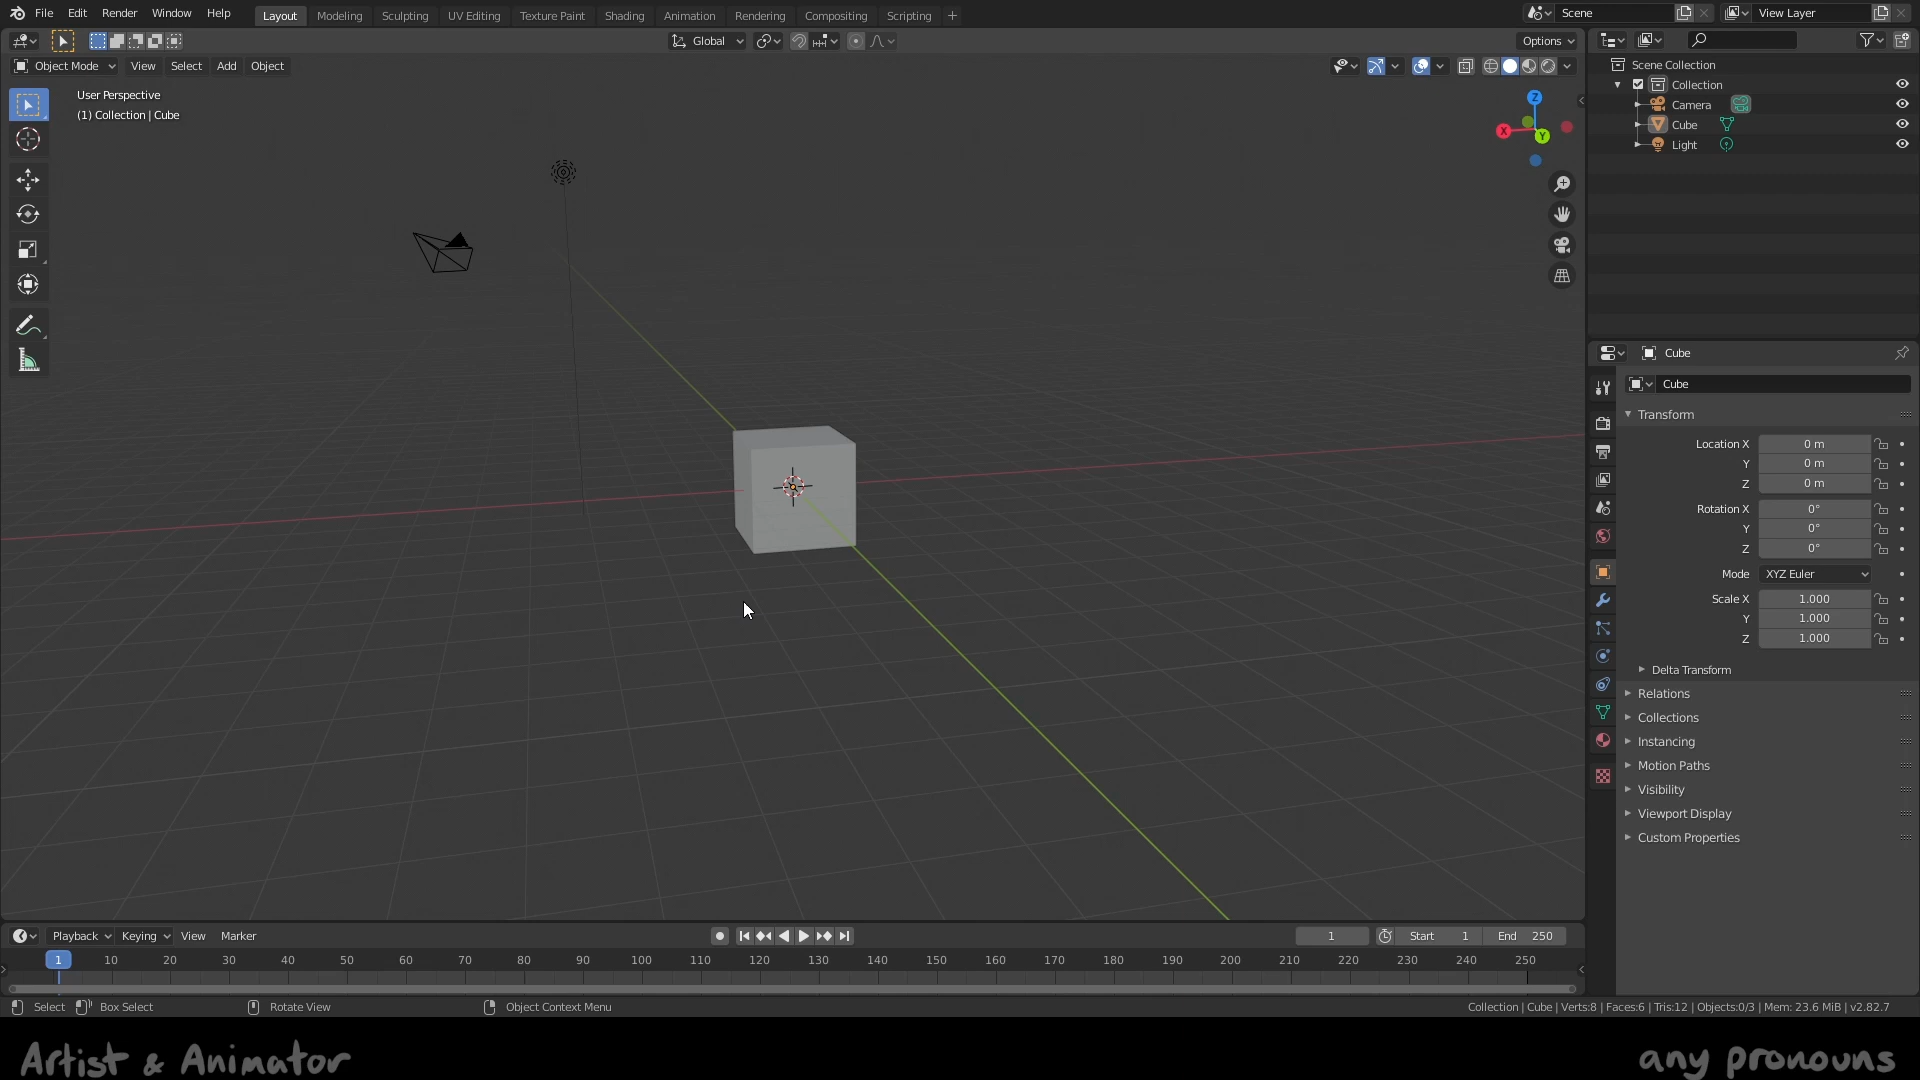 File Edit Render Window Help Layout Modeling Sculpting UV Editing Texture Paint Shading Animation Rendering Compositing Scripting + Scene View Layer
Global Options
Object Mode View Select Add Object
User Perspective
(1) Collection | Cube
Z
X
Y
Scene Collection
Collection
Camera
Cube
Light
Cube
Cube
Transform
Location X 0 m
Y 0 m
Z 0 m
Rotation X 0°
Y 0°
Z 0°
Mode XYZ Euler
Scale X 1.000
Y 1.000
Z 1.000
Delta Transform
Relations
Collections
Instancing
Motion Paths
Visibility
Viewport Display
Custom Properties
Playback Keying View Marker 1 Start 1 End 250
1 10 20 30 40 50 60 70 80 90 100 110 120 130 140 150 160 170 180 190 200 210 220 230 240 250
Select Box Select Rotate View Object Context Menu Collection | Cube | Verts:8 | Faces:6 | Tris:12 | Objects:0/3 | Mem: 23.6 MiB | v2.82.7
Artist & Animator any pronouns